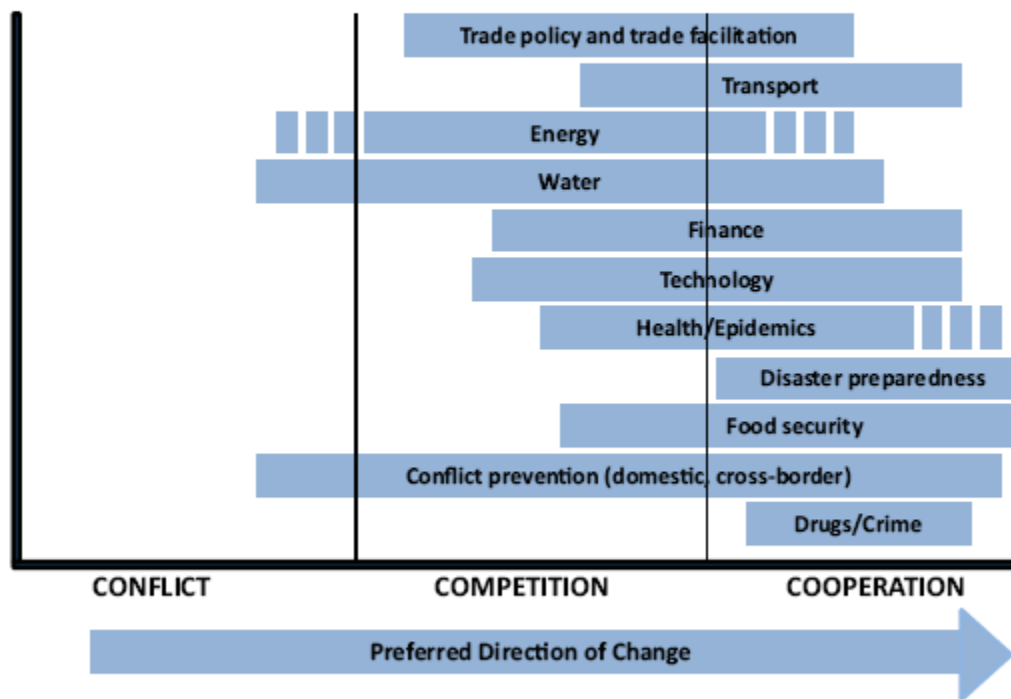 Trade policy and trade facilitation
Transport
Energy
Water
Finance
Technology
Health/Epidemics
Disaster preparedness
Food security
Conflict prevention (domestic, cross-border)
Drugs/Crime
CONFLICT COMPETITION COOPERATION
Preferred Direction of Change